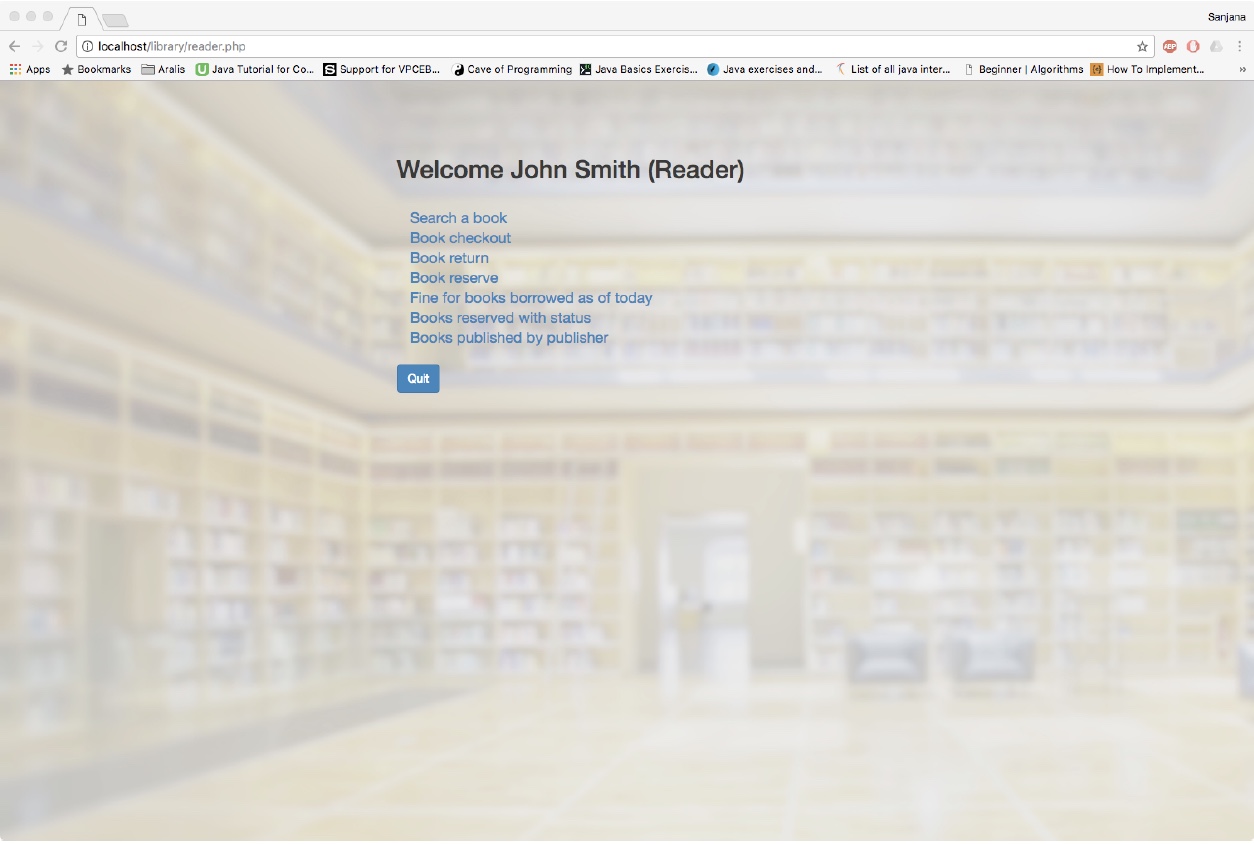 Sanjana
localhost/library/reader.php
Apps Bookmarks Aralis Java Tutorial for Co... Support for VPCEB... Cave of Programming Java Basics Exercis... Java exercises and... List of all java inter... Beginner | Algorithms How To Implement... »
Welcome John Smith (Reader)
Search a book
Book checkout
Book return
Book reserve
Fine for books borrowed as of today
Books reserved with status
Books published by publisher
Quit